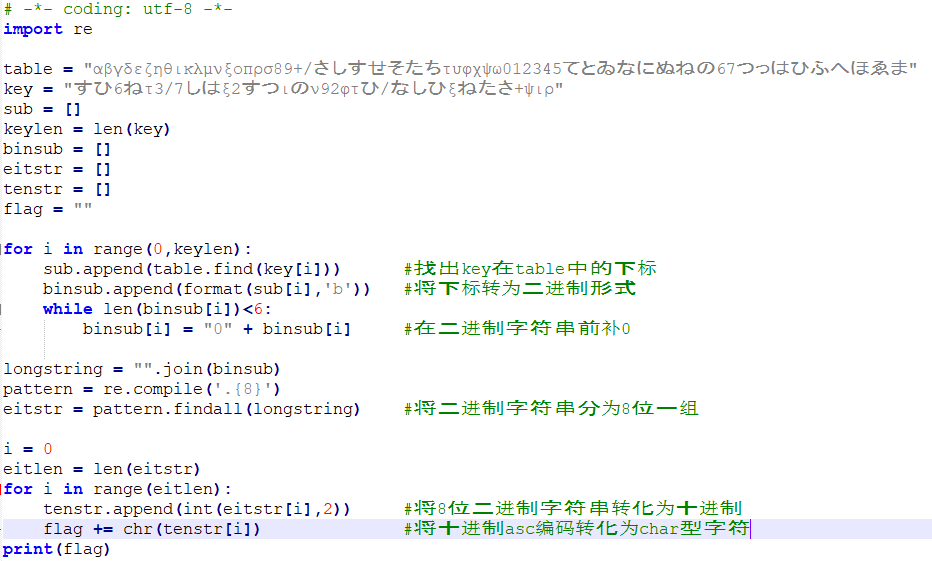 # -*- coding: utf-8 -*-
import re
table = "αβγδεζηθικλμνξοπρσ89+/さしすせそたちτυφχψω012345てとゐなにぬねの67つっはひふへほゑま"
key = "すひ6ねτ3/7しはξ2すつιのν92φτひ/なしひξねたさ+ψιρ"
sub = []
keylen = len(key)
binsub = []
eitstr = []
tenstr = []
flag = ""
for i in range(0,keylen):
    sub.append(table.find(key[i])) #找出key在table中的下标
    binsub.append(format(sub[i],'b')) #将下标转为二进制形式
    while len(binsub[i])<6:
        binsub[i] = "0" + binsub[i] #在二进制字符串前补0
longstring = "".join(binsub)
pattern = re.compile('.{8}')
eitstr = pattern.findall(longstring) #将二进制字符串分为8位一组
i = 0
eitlen = len(eitstr)
for i in range(eitlen):
    tenstr.append(int(eitstr[i],2)) #将8位二进制字符串转化为十进制
    flag += chr(tenstr[i]) #将十进制asc编码转化为char型字符
print(flag)